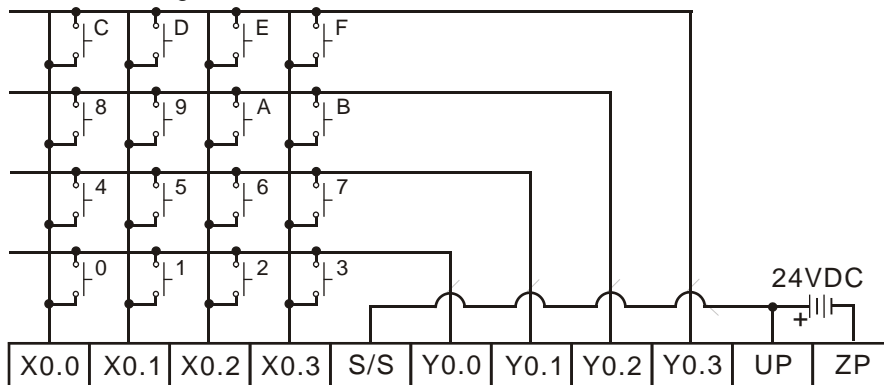 C D E F
8 9 A B
4 5 6 7
0 1 2 3
24VDC
+
X0.0 X0.1 X0.2 X0.3 S/S Y0.0 Y0.1 Y0.2 Y0.3 UP ZP